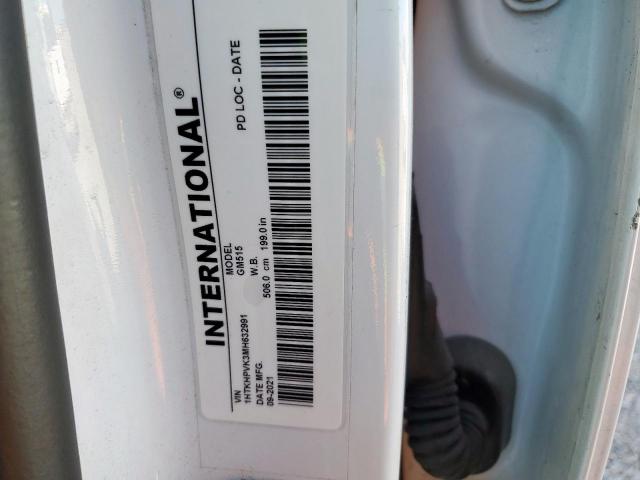 INTERNATIONAL®
VIN MODEL
1HTKHPVK3MH632991 GM515
DATE MFG. W.B. PD LOC - DATE
09-2021 506.0 cm 199.0 in